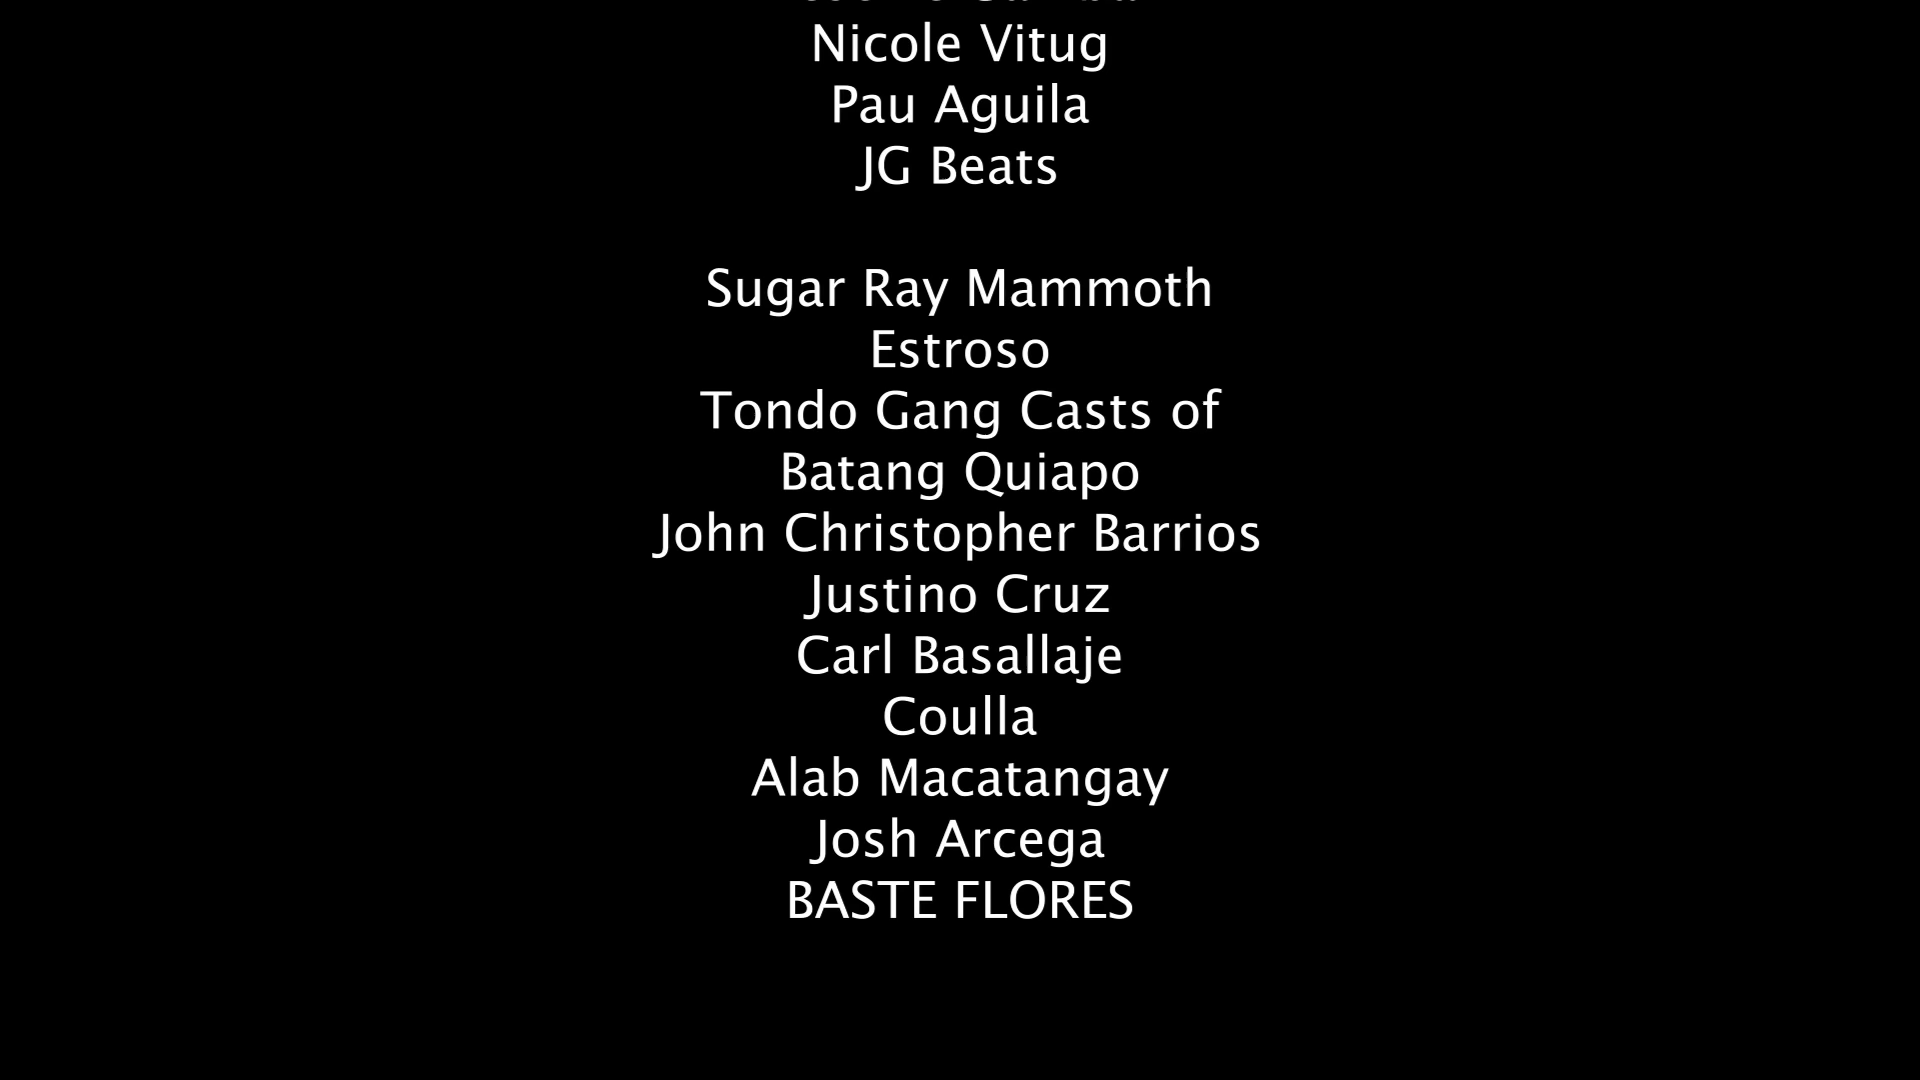 Nicole Vitug
Pau Aguila
JG Beats
Sugar Ray Mammoth
Estroso
Tondo Gang Casts of
Batang Quiapo
John Christopher Barrios
Justino Cruz
Carl Basallaje
Coulla
Alab Macatangay
Josh Arcega
BASTE FLORES